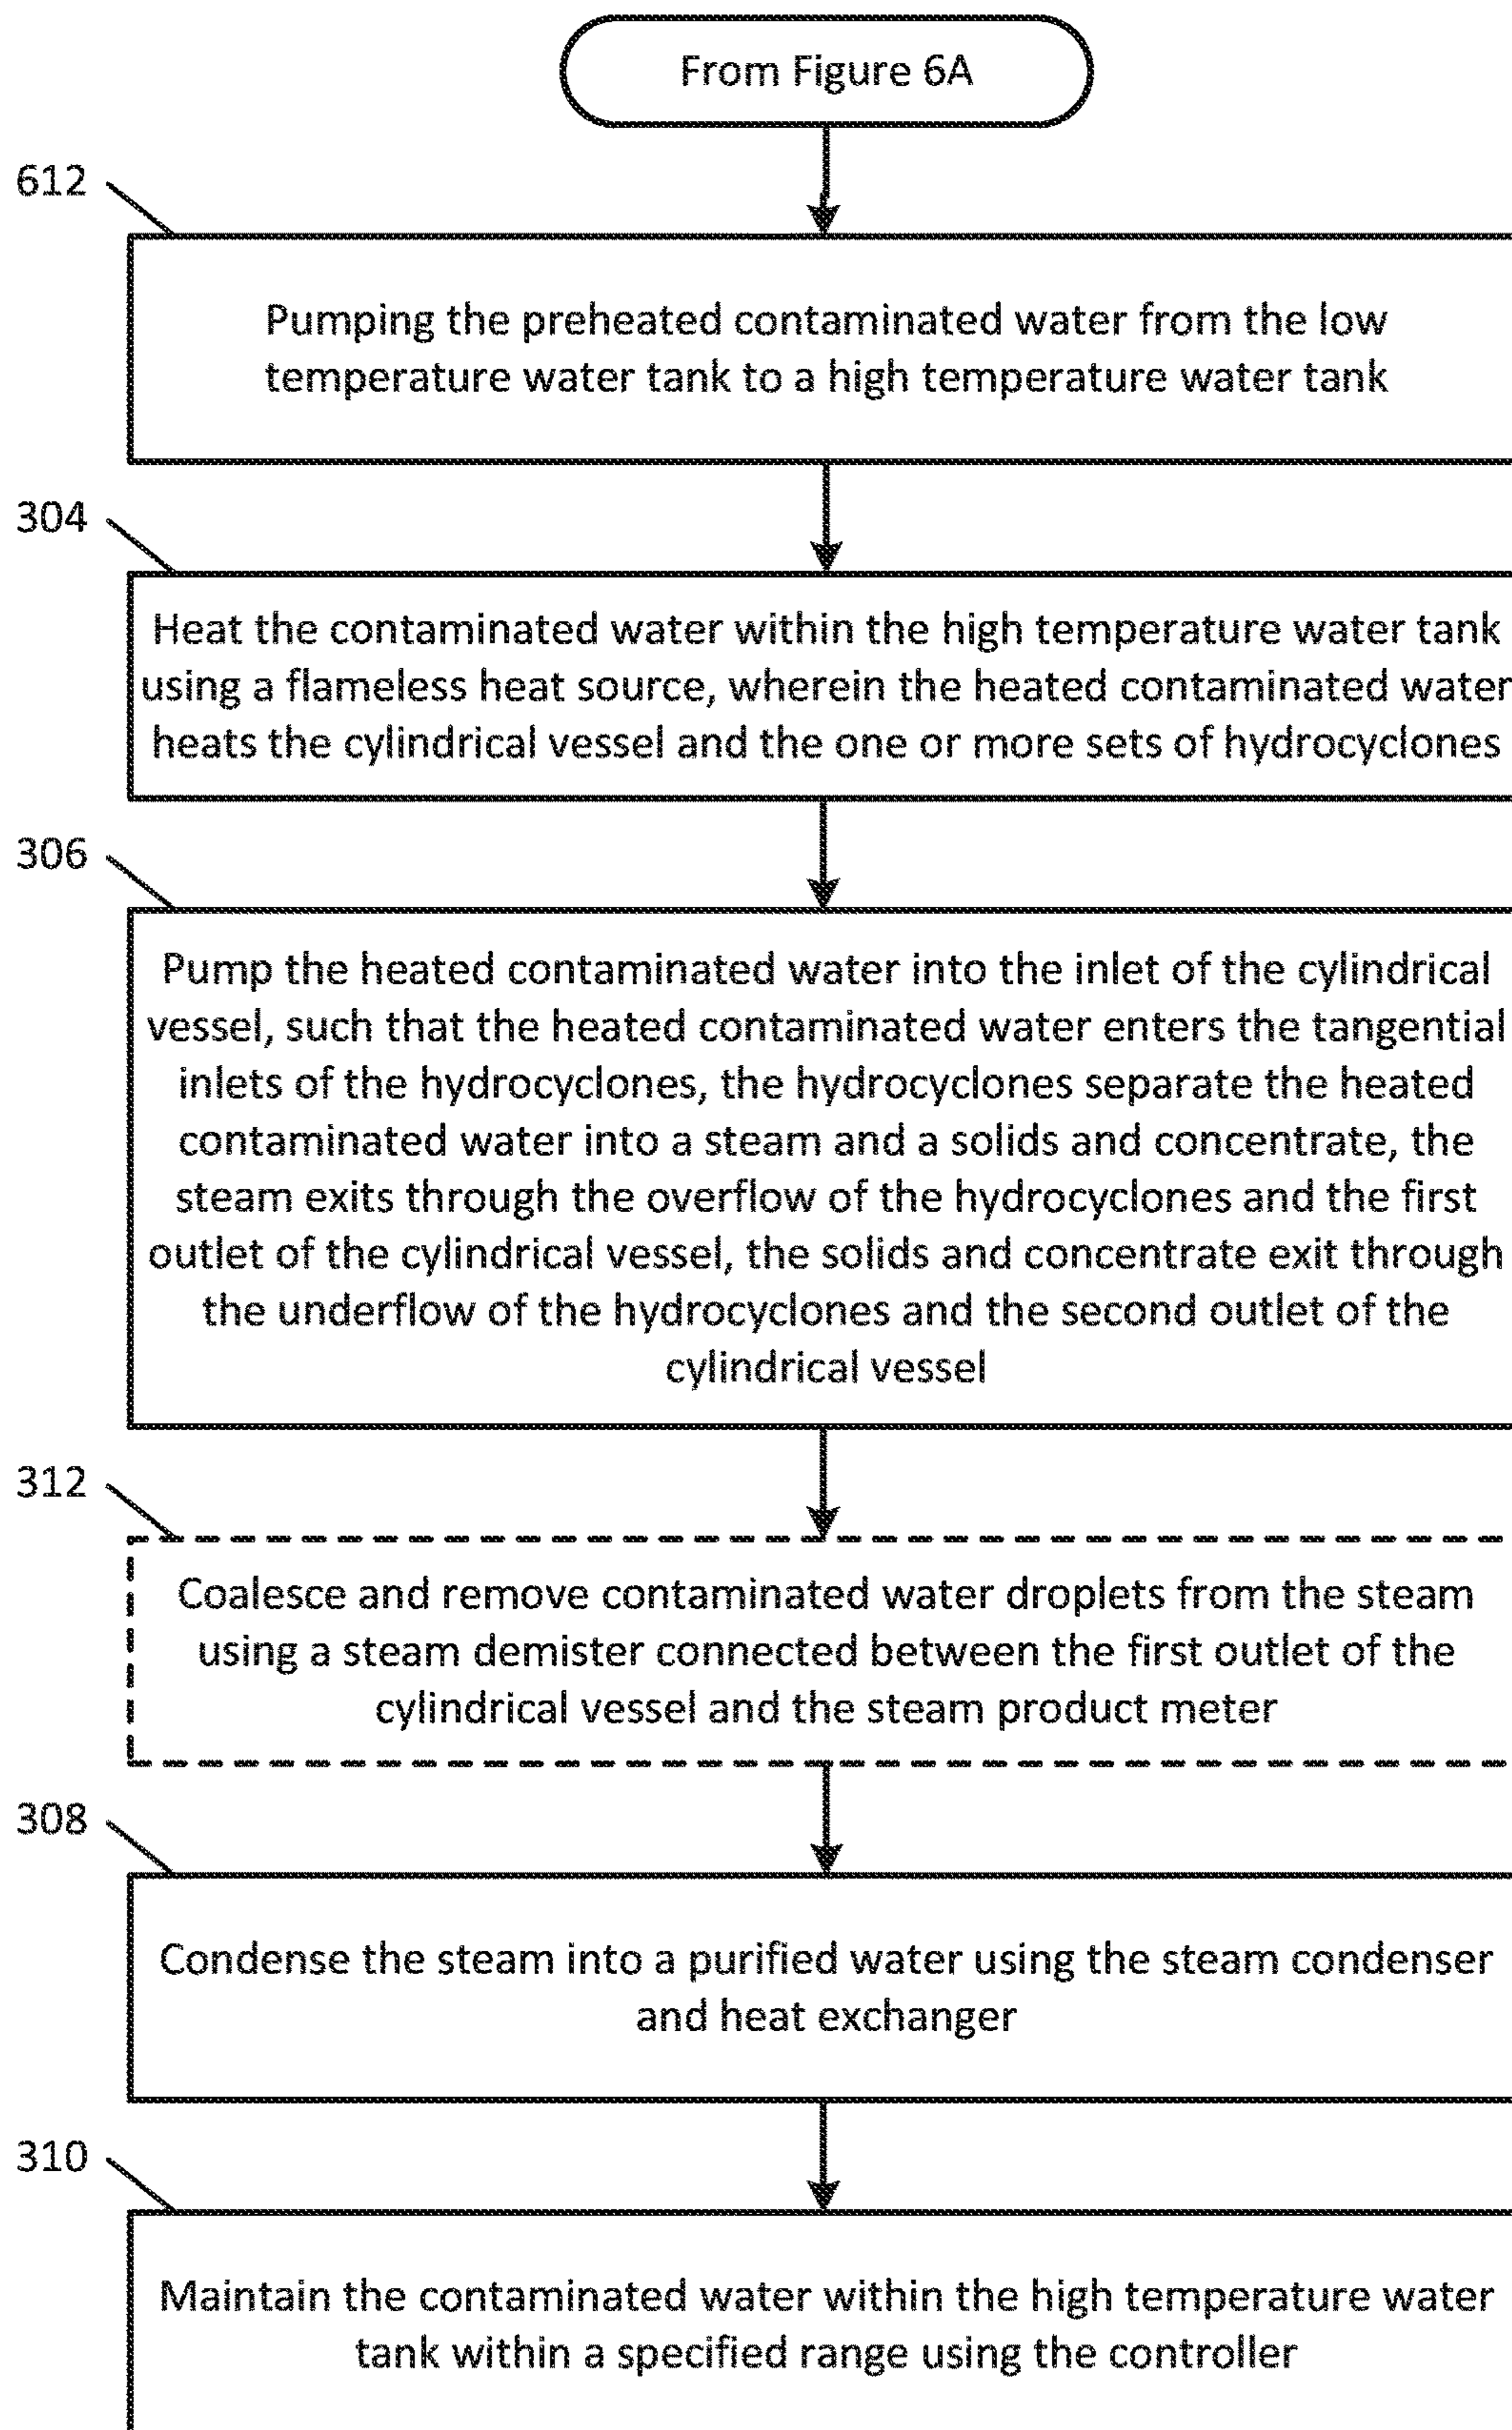 From Figure 6A
612
Pumping the preheated contaminated water from the low
temperature water tank to a high temperature water tank
304
Heat the contaminated water within the high temperature water tank
using a flameless heat source, wherein the heated contaminated water
heats the cylindrical vessel and the one or more sets of hydrocyclones
306
Pump the heated contaminated water into the inlet of the cylindrical
vessel, such that the heated contaminated water enters the tangential
inlets of the hydrocyclones, the hydrocyclones separate the heated
contaminated water into a steam and a solids and concentrate, the
steam exits through the overflow of the hydrocyclones and the first
outlet of the cylindrical vessel, the solids and concentrate exit through
the underflow of the hydrocyclones and the second outlet of the
cylindrical vessel
312
Coalesce and remove contaminated water droplets from the steam
using a steam demister connected between the first outlet of the
cylindrical vessel and the steam product meter
308
Condense the steam into a purified water using the steam condenser
and heat exchanger
310
Maintain the contaminated water within the high temperature water
tank within a specified range using the controller